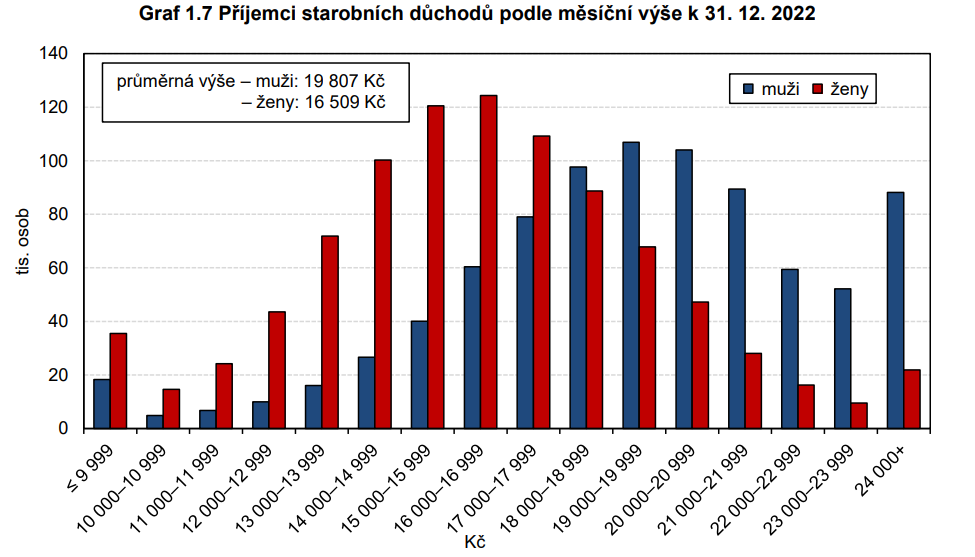 Graf 1.7 Příjemci starobních důchodů podle měsíční výše k 31. 12. 2022
140
120
100
80
60
40
20
0
tis. osob
průměrná výše – muži: 19 807 Kč
– ženy: 16 509 Kč
muži ženy
≤ 9 999
10 000–10 999
11 000–11 999
12 000–12 999
13 000–13 999
14 000–14 999
15 000–15 999
16 000–16 999
17 000–17 999
18 000–18 999
19 000–19 999
20 000–20 999
21 000–21 999
22 000–22 999
23 000–23 999
24 000+
Kč